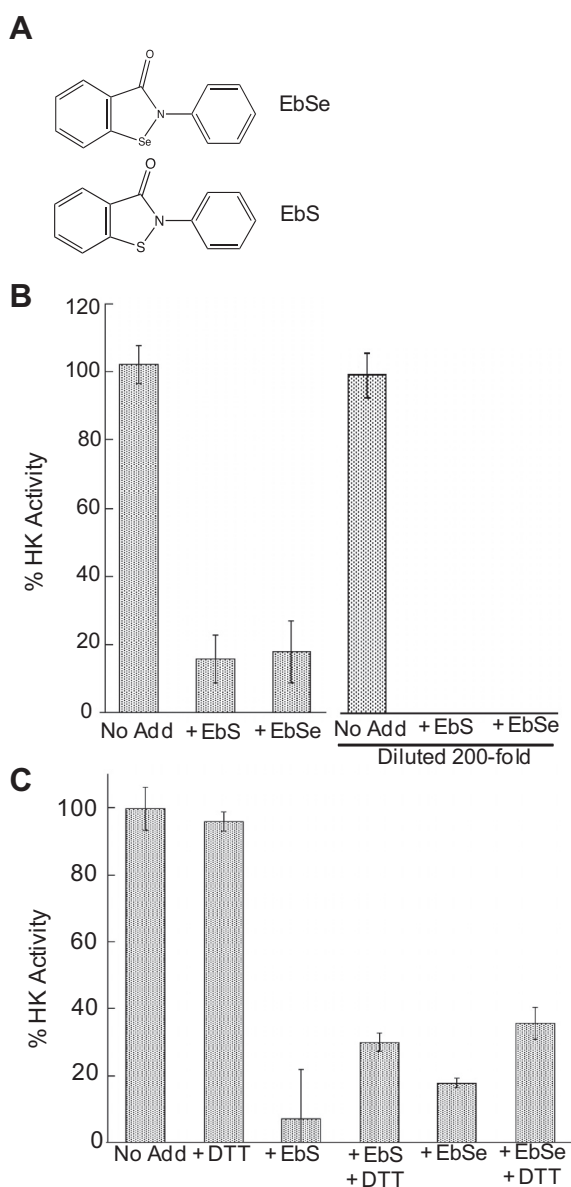 A
O
N
Se
EbSe
O
N
S
EbS
B
120
100
80
60
40
20
0
% HK Activity
No Add +EbS +EbSe No Add +EbS +EbSe
Diluted 200-fold
C
100
80
60
40
20
0
% HK Activity
No Add +DTT +EbS +EbS +EbSe +EbSe
+DTT +DTT